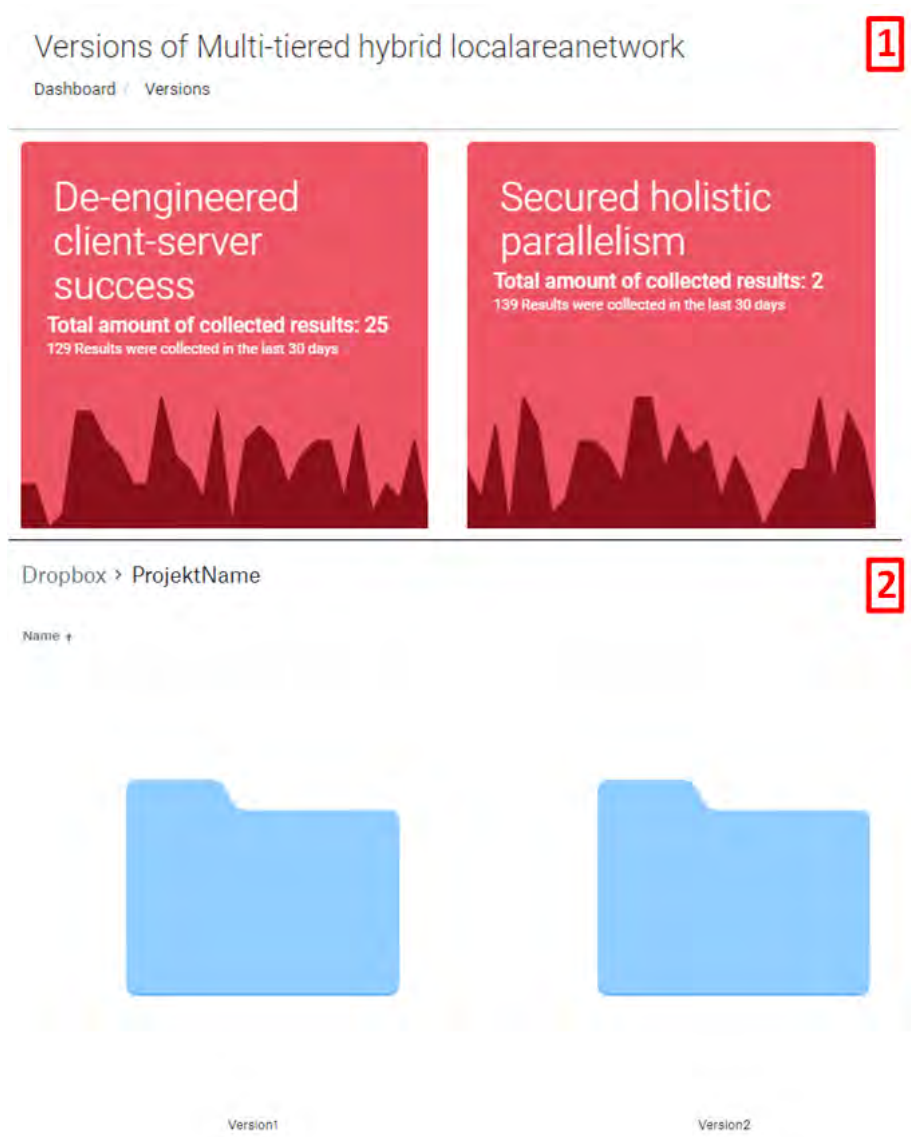 Versions of Multi-tiered hybrid localareanetwork
1
Dashboard / Versions
De-engineered
client-server
success
Total amount of collected results: 25
129 Results were collected in the last 30 days
Secured holistic
parallelism
Total amount of collected results: 2
139 Results were collected in the last 30 days
Dropbox > ProjektName
2
Name ↑
Version1
Version2